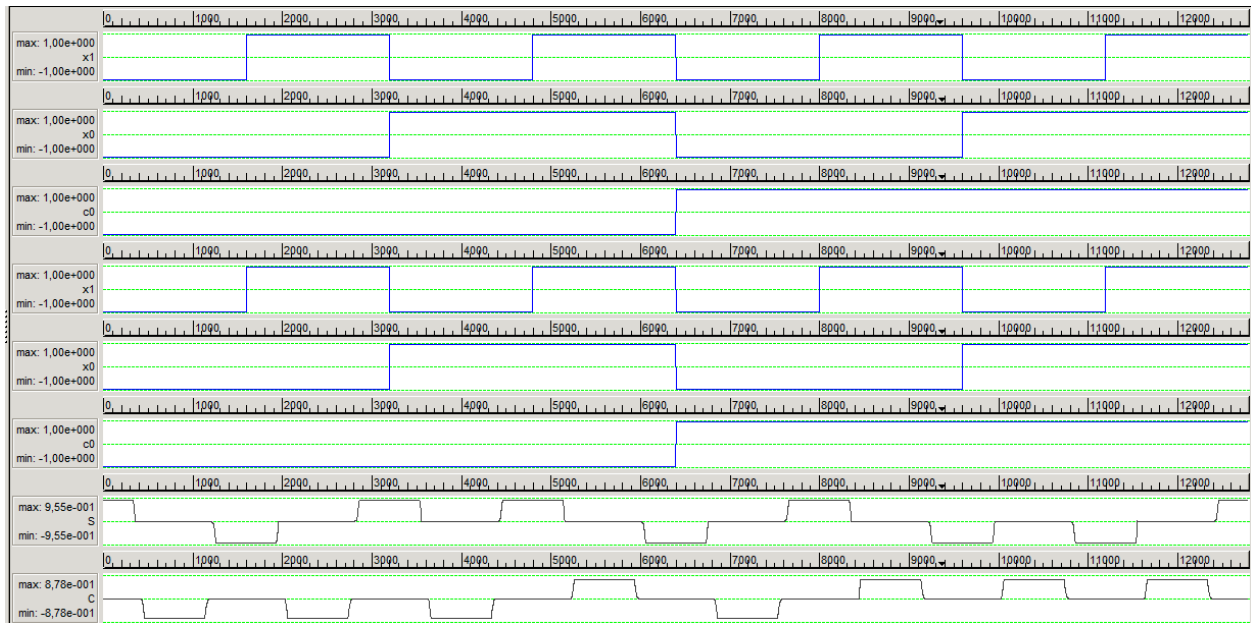 0 1000 2000 3000 4000 5000 6000 7000 8000 9000 10000 11000 12000
max: 1,00e+000
x1
min: -1,00e+000
0 1000 2000 3000 4000 5000 6000 7000 8000 9000 10000 11000 12000
max: 1,00e+000
x0
min: -1,00e+000
0 1000 2000 3000 4000 5000 6000 7000 8000 9000 10000 11000 12000
max: 1,00e+000
c0
min: -1,00e+000
0 1000 2000 3000 4000 5000 6000 7000 8000 9000 10000 11000 12000
max: 1,00e+000
x1
min: -1,00e+000
0 1000 2000 3000 4000 5000 6000 7000 8000 9000 10000 11000 12000
max: 1,00e+000
x0
min: -1,00e+000
0 1000 2000 3000 4000 5000 6000 7000 8000 9000 10000 11000 12000
max: 1,00e+000
c0
min: -1,00e+000
0 1000 2000 3000 4000 5000 6000 7000 8000 9000 10000 11000 12000
max: 9,55e-001
S
min: -9,55e-001
0 1000 2000 3000 4000 5000 6000 7000 8000 9000 10000 11000 12000
max: 8,78e-001
C
min: -8,78e-001